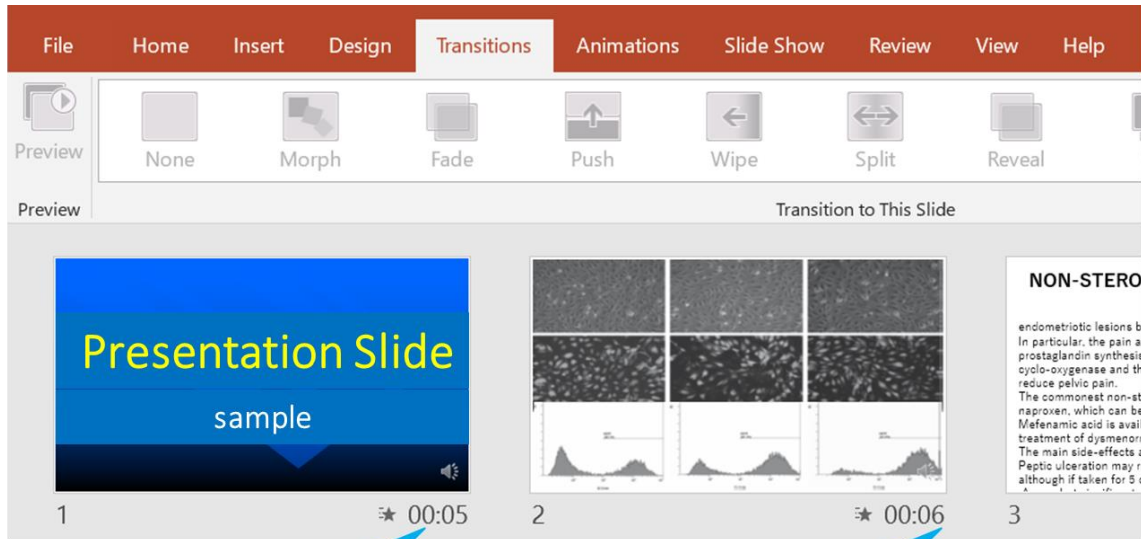 File Home Insert Design Transitions Animations Slide Show Review View Help
Preview None Morph Fade Push Wipe Split Reveal
Preview Transition to This Slide
Presentation Slide
sample
NON-STERO
endometriotic lesions b
In particular, the pain a
prostaglandin synthesis
cyclo-oxygenase and th
reduce pelvic pain.
The commonest non-st
naproxen, which can be
Mefenamic acid is avai
treatment of dysmenor
The main side-effects a
Peptic ulceration may r
although if taken for 5
1 00:05 2 00:06 3